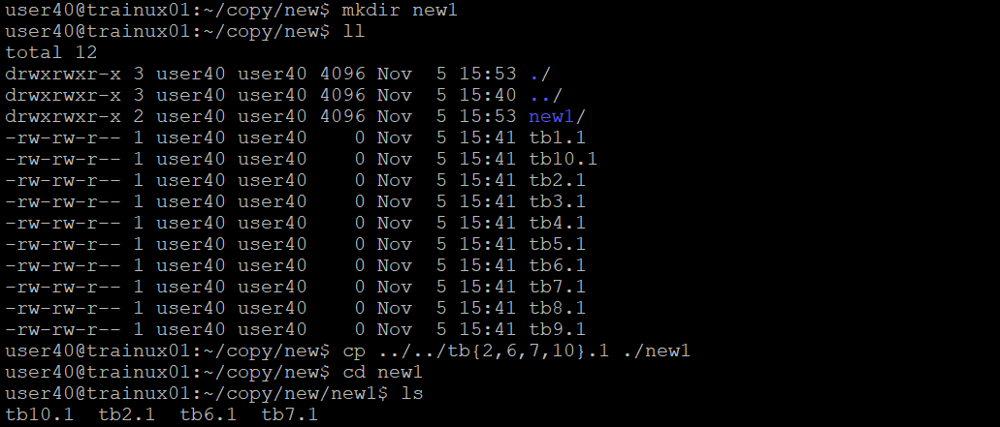 user40@trainux01:~/copy/new$ mkdir new1
user40@trainux01:~/copy/new$ ll
total 12
drwxrwxr-x 3 user40 user40 4096 Nov  5 15:53 ./
drwxrwxr-x 3 user40 user40 4096 Nov  5 15:40 ../
drwxrwxr-x 2 user40 user40 4096 Nov  5 15:53 new1/
-rw-rw-r-- 1 user40 user40    0 Nov  5 15:41 tb1.1
-rw-rw-r-- 1 user40 user40    0 Nov  5 15:41 tb10.1
-rw-rw-r-- 1 user40 user40    0 Nov  5 15:41 tb2.1
-rw-rw-r-- 1 user40 user40    0 Nov  5 15:41 tb3.1
-rw-rw-r-- 1 user40 user40    0 Nov  5 15:41 tb4.1
-rw-rw-r-- 1 user40 user40    0 Nov  5 15:41 tb5.1
-rw-rw-r-- 1 user40 user40    0 Nov  5 15:41 tb6.1
-rw-rw-r-- 1 user40 user40    0 Nov  5 15:41 tb7.1
-rw-rw-r-- 1 user40 user40    0 Nov  5 15:41 tb8.1
-rw-rw-r-- 1 user40 user40    0 Nov  5 15:41 tb9.1
user40@trainux01:~/copy/new$ cp ../../tb{2,6,7,10}.1 ./new1
user40@trainux01:~/copy/new$ cd new1
user40@trainux01:~/copy/new/new1$ ls
tb10.1  tb2.1  tb6.1  tb7.1